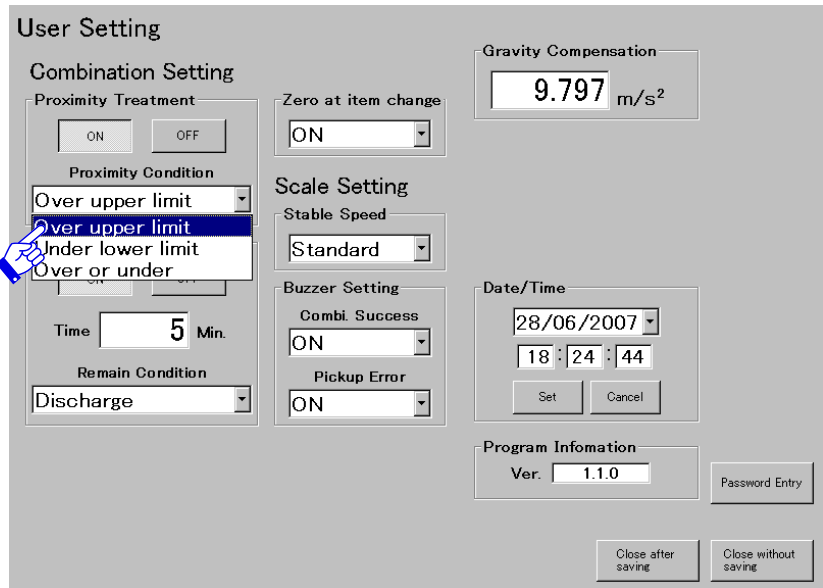 User Setting
Combination Setting
Proximity Treatment
ON OFF
Proximity Condition
Over upper limit
Over upper limit
Under lower limit
Over or under
Time 5 Min.
Remain Condition
Discharge
Zero at item change
ON
Scale Setting
Stable Speed
Standard
Buzzer Setting
Combi. Success
ON
Pickup Error
ON
Gravity Compensation
9.797 m/s²
Date/Time
28/06/2007
18 : 24 : 44
Set Cancel
Program Infomation
Ver. 1.1.0
Password Entry
Close after
saving
Close without
saving